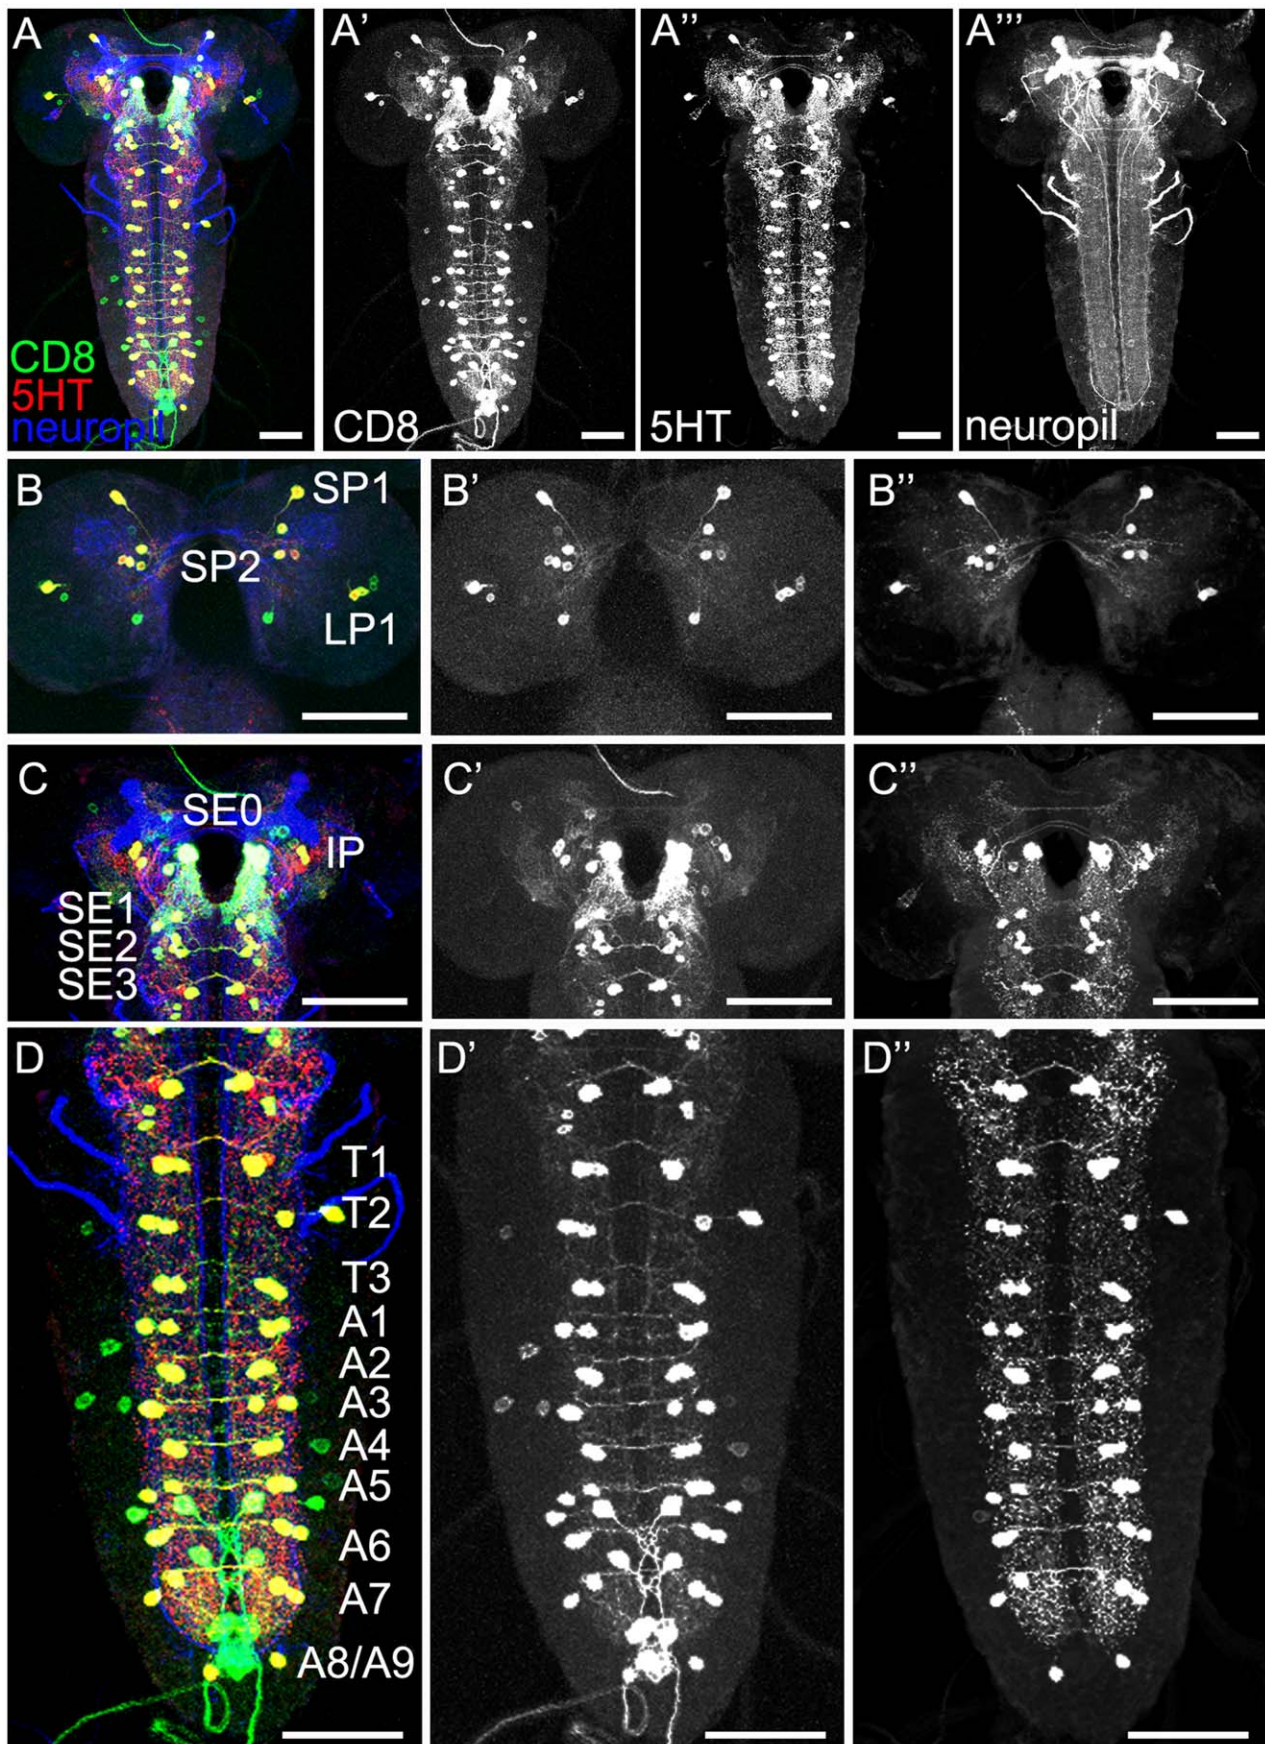 A
A'
A''
A'''
CD8
5HT
neuropil
CD8
5HT
neuropil
B
SP1
SP2
LP1
B'
B''
C
SE0
IP
SE1
SE2
SE3
C'
C''
D
T1
T2
T3
A1
A2
A3
A4
A5
A6
A7
A8/A9
D'
D''